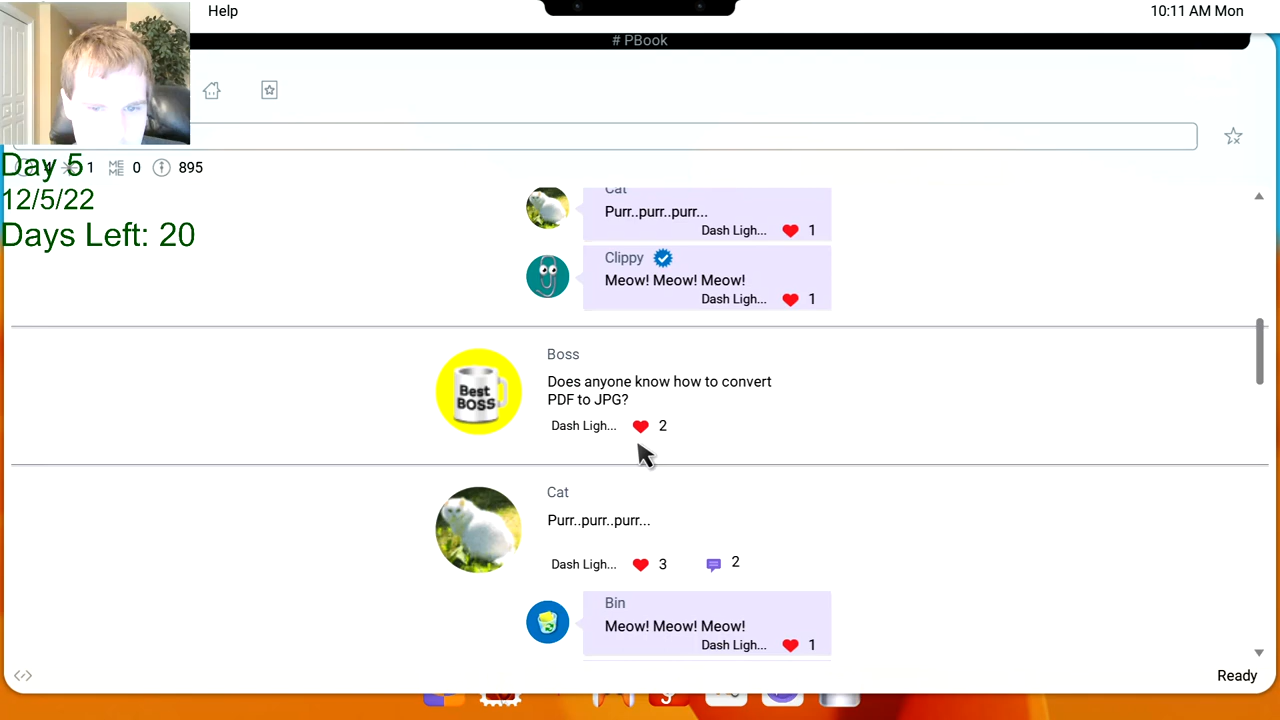 Help
10:11 AM Mon
# PBook
Day 5
1
ME
ME
0
895
12/5/22
Days Left: 20
Cat
Purr..purr..purr...
Dash Ligh...
1
Clippy
Meow! Meow! Meow!
Dash Ligh...
1
Best
BOSS
Boss
Does anyone know how to convert
PDF to JPG?
Dash Ligh...
2
Cat
Purr..purr..purr...
Dash Ligh...
3
2
Bin
Meow! Meow! Meow!
Dash Ligh...
1
Ready